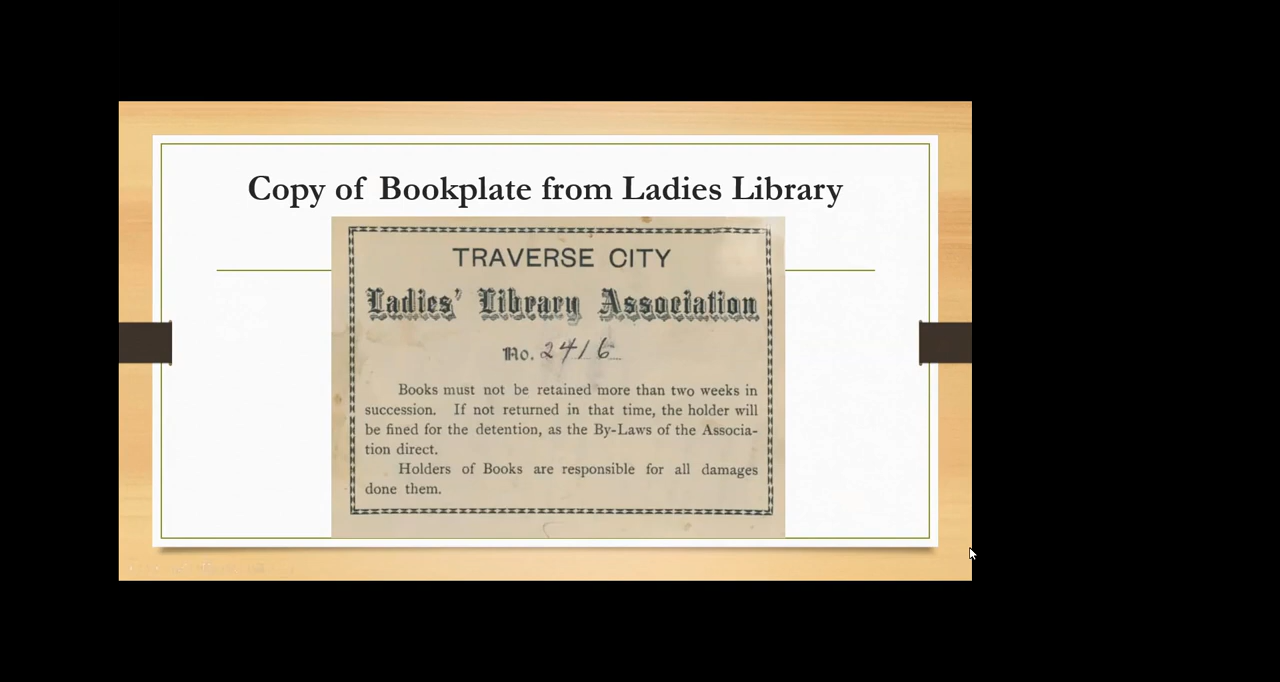 Copy of Bookplate from Ladies Library
TRAVERSE CITY
Ladies' Library Association
No. 2416
Books must not be retained more than two weeks in
succession. If not returned in that time, the holder will
be fined for the detention, as the By-Laws of the Associa-
tion direct.
Holders of Books are responsible for all damages
done them.